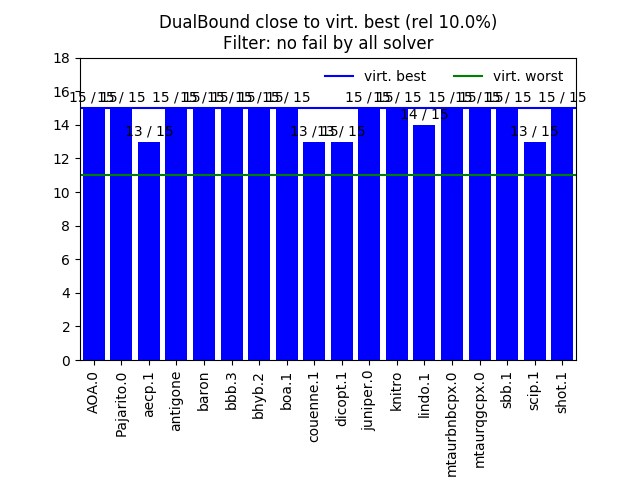 DualBound close to virt. best (rel 10.0%)
Filter: no fail by all solver
virt. best
virt. worst
18
16
14
12
10
8
6
4
2
0
15 / 15
15 / 15
13 / 15
15 / 15
15 / 15
15 / 15
15 / 15
15 / 15
13 / 15
13 / 15
15 / 15
15 / 15
14 / 15
15 / 15
15 / 15
15 / 15
13 / 15
15 / 15
AOA.0
Pajarito.0
aecp.1
antigone
baron
bbb.3
bhyb.2
boa.1
couenne.1
dicopt.1
juniper.0
knitro
lindo.1
mtaurbnbcpx.0
mtaurqgcpx.0
sbb.1
scip.1
shot.1